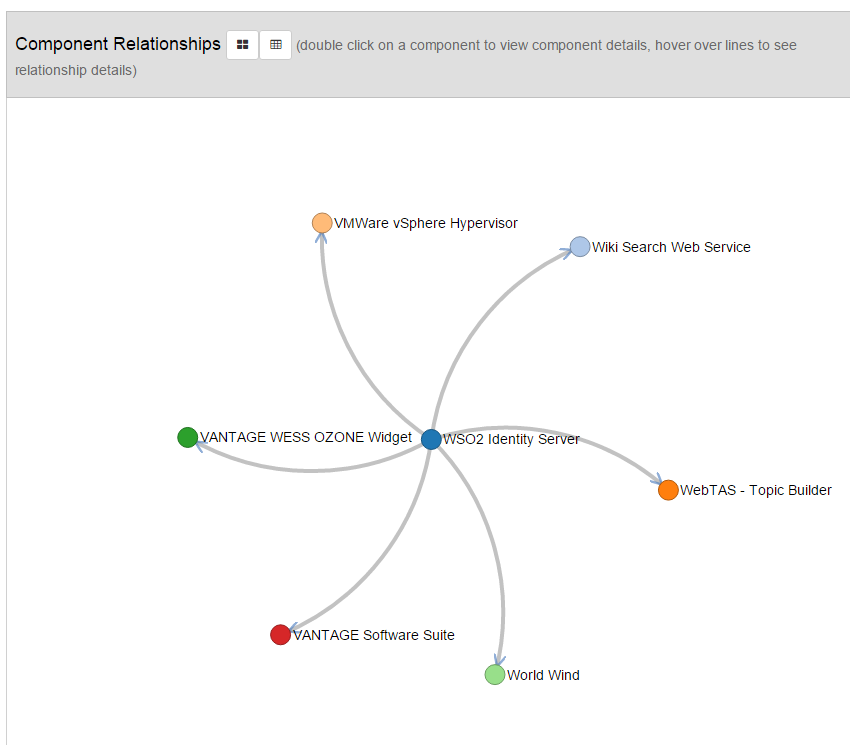 Component Relationships (double click on a component to view component details, hover over lines to see
relationship details)
VMWare vSphere Hypervisor
Wiki Search Web Service
VANTAGE WESS OZONE Widget
WSO2 Identity Server
WebTAS - Topic Builder
VANTAGE Software Suite
World Wind